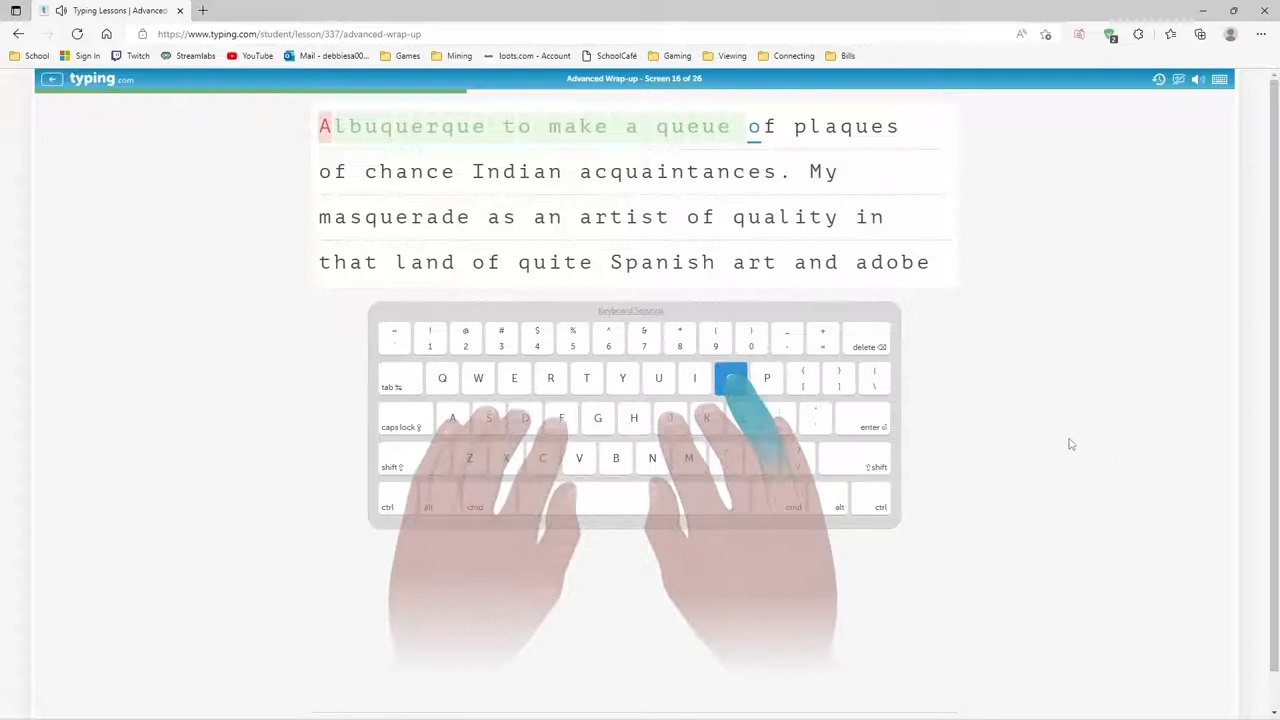 Typing Lessons | Advanced
https://www.typing.com/student/lesson/337/advanced-wrap-up
School Sign In Twitch Streamlabs YouTube Mail - debbiesa00... Games Mining loots.com - Account SchoolCafé Gaming Viewing Connecting Bills
typing.com
Advanced Wrap-up - Screen 16 of 26
Albuquerque to make a queue of plaques
of chance Indian acquaintances. My
masquerade as an artist of quality in
that land of quite Spanish art and adobe
Keyboard Settings
~ ! @ # $ % ^ & * ( ) _ +
` 1 2 3 4 5 6 7 8 9 0 - = delete
tab Q W E R T Y U I P { } |
[ ] \
caps lock A S D F G H J K L : " enter
shift Z X C V B N M shift
ctrl alt cmd cmd alt ctrl